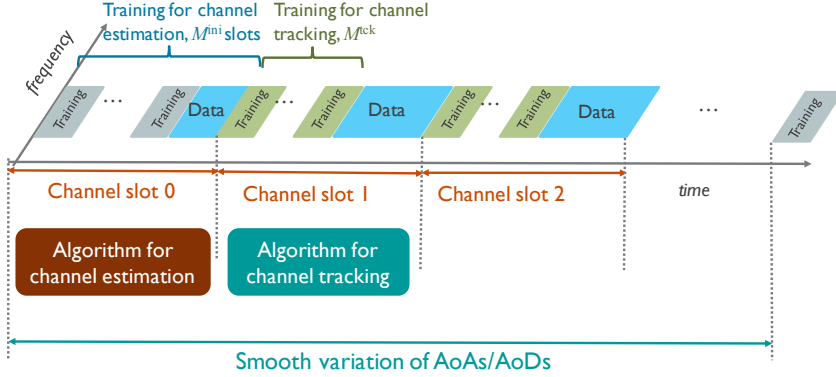 Training for channel
estimation, M^ini slots
Training for channel
tracking, M^tck
frequency
Training
...
Training
Data
Training
...
Training
Data
Training
...
Training
Data
...
Training
Channel slot 0
Channel slot 1
Channel slot 2
time
Algorithm for
channel estimation
Algorithm for
channel tracking
Smooth variation of AoAs/AoDs